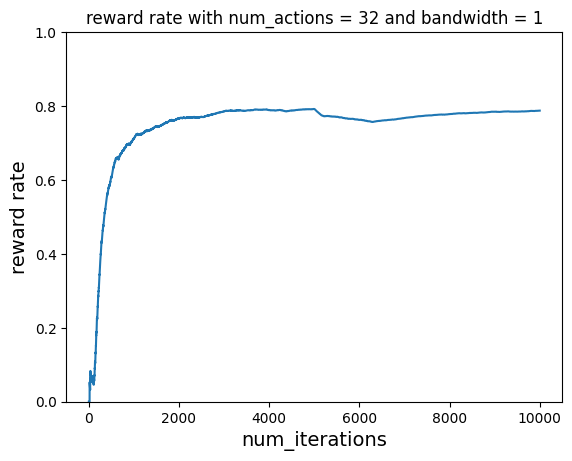 reward rate with num_actions = 32 and bandwidth = 1
1.0
0.8
0.6
0.4
0.2
0.0
reward rate
0 2000 4000 6000 8000 10000
num_iterations